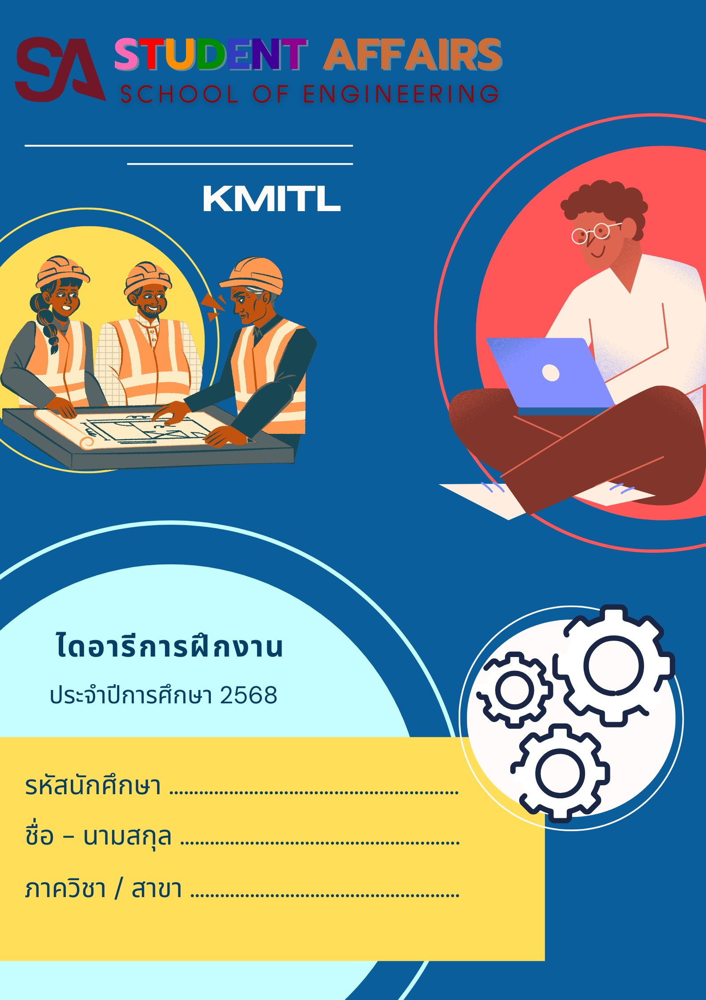 SA STUDENT AFFAIRS
SCHOOL OF ENGINEERING
KMITL
ไดอารีการฝึกงาน
ประจำปีการศึกษา 2568
รหัสนักศึกษา ..........................................................
ชื่อ – นามสกุล ........................................................
ภาควิชา / สาขา ......................................................